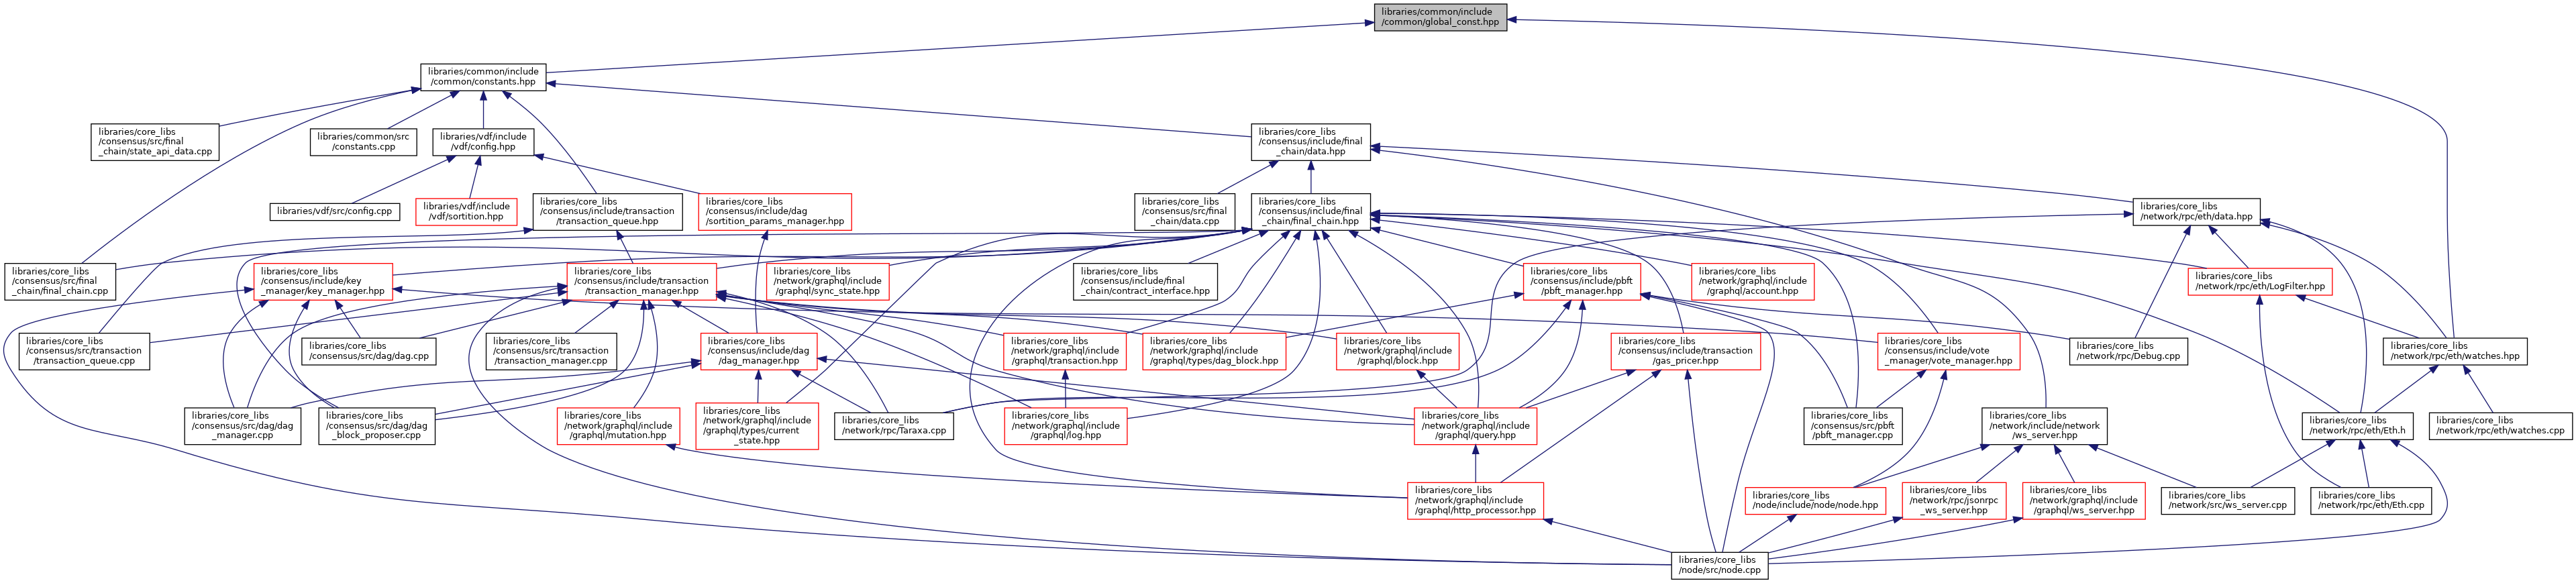 libraries/common/include
/common/global_const.hpp
libraries/common/include
/common/constants.hpp
libraries/core_libs
/consensus/src/final
_chain/state_api_data.cpp
libraries/common/src
/constants.cpp
libraries/vdf/include
/vdf/config.hpp
libraries/core_libs
/consensus/include/final
_chain/data.hpp
libraries/vdf/src/config.cpp
libraries/vdf/include
/vdf/sortition.hpp
libraries/core_libs
/consensus/include/transaction
/transaction_queue.hpp
libraries/core_libs
/consensus/include/dag
/sortition_params_manager.hpp
libraries/core_libs
/consensus/src/final
_chain/data.cpp
libraries/core_libs
/consensus/include/final
_chain/final_chain.hpp
libraries/core_libs
/network/rpc/eth/data.hpp
libraries/core_libs
/consensus/src/final
_chain/final_chain.cpp
libraries/core_libs
/consensus/include/key
_manager/key_manager.hpp
libraries/core_libs
/consensus/include/transaction
/transaction_manager.hpp
libraries/core_libs
/network/graphql/include
/graphql/sync_state.hpp
libraries/core_libs
/consensus/include/final
_chain/contract_interface.hpp
libraries/core_libs
/consensus/include/pbft
/pbft_manager.hpp
libraries/core_libs
/network/graphql/include
/graphql/account.hpp
libraries/core_libs
/network/rpc/eth/LogFilter.hpp
libraries/core_libs
/consensus/src/transaction
/transaction_queue.cpp
libraries/core_libs
/consensus/src/dag/dag.cpp
libraries/core_libs
/consensus/src/transaction
/transaction_manager.cpp
libraries/core_libs
/consensus/include/dag
/dag_manager.hpp
libraries/core_libs
/network/graphql/include
/graphql/transaction.hpp
libraries/core_libs
/network/graphql/include
/graphql/types/dag_block.hpp
libraries/core_libs
/network/graphql/include
/graphql/block.hpp
libraries/core_libs
/consensus/include/transaction
/gas_pricer.hpp
libraries/core_libs
/consensus/include/vote
_manager/vote_manager.hpp
libraries/core_libs
/network/rpc/Debug.cpp
libraries/core_libs
/network/rpc/eth/watches.hpp
libraries/core_libs
/consensus/src/dag/dag
_manager.cpp
libraries/core_libs
/consensus/src/dag/dag
_block_proposer.cpp
libraries/core_libs
/network/graphql/include
/graphql/mutation.hpp
libraries/core_libs
/network/graphql/include
/graphql/types/current
_state.hpp
libraries/core_libs
/network/rpc/Taraxa.cpp
libraries/core_libs
/network/graphql/include
/graphql/log.hpp
libraries/core_libs
/network/graphql/include
/graphql/query.hpp
libraries/core_libs
/consensus/src/pbft
/pbft_manager.cpp
libraries/core_libs
/network/include/network
/ws_server.hpp
libraries/core_libs
/network/rpc/eth/Eth.h
libraries/core_libs
/network/rpc/eth/watches.cpp
libraries/core_libs
/network/graphql/include
/graphql/http_processor.hpp
libraries/core_libs
/node/include/node/node.hpp
libraries/core_libs
/network/rpc/jsonrpc
_ws_server.hpp
libraries/core_libs
/network/graphql/include
/graphql/ws_server.hpp
libraries/core_libs
/network/src/ws_server.cpp
libraries/core_libs
/network/rpc/eth/Eth.cpp
libraries/core_libs
/node/src/node.cpp